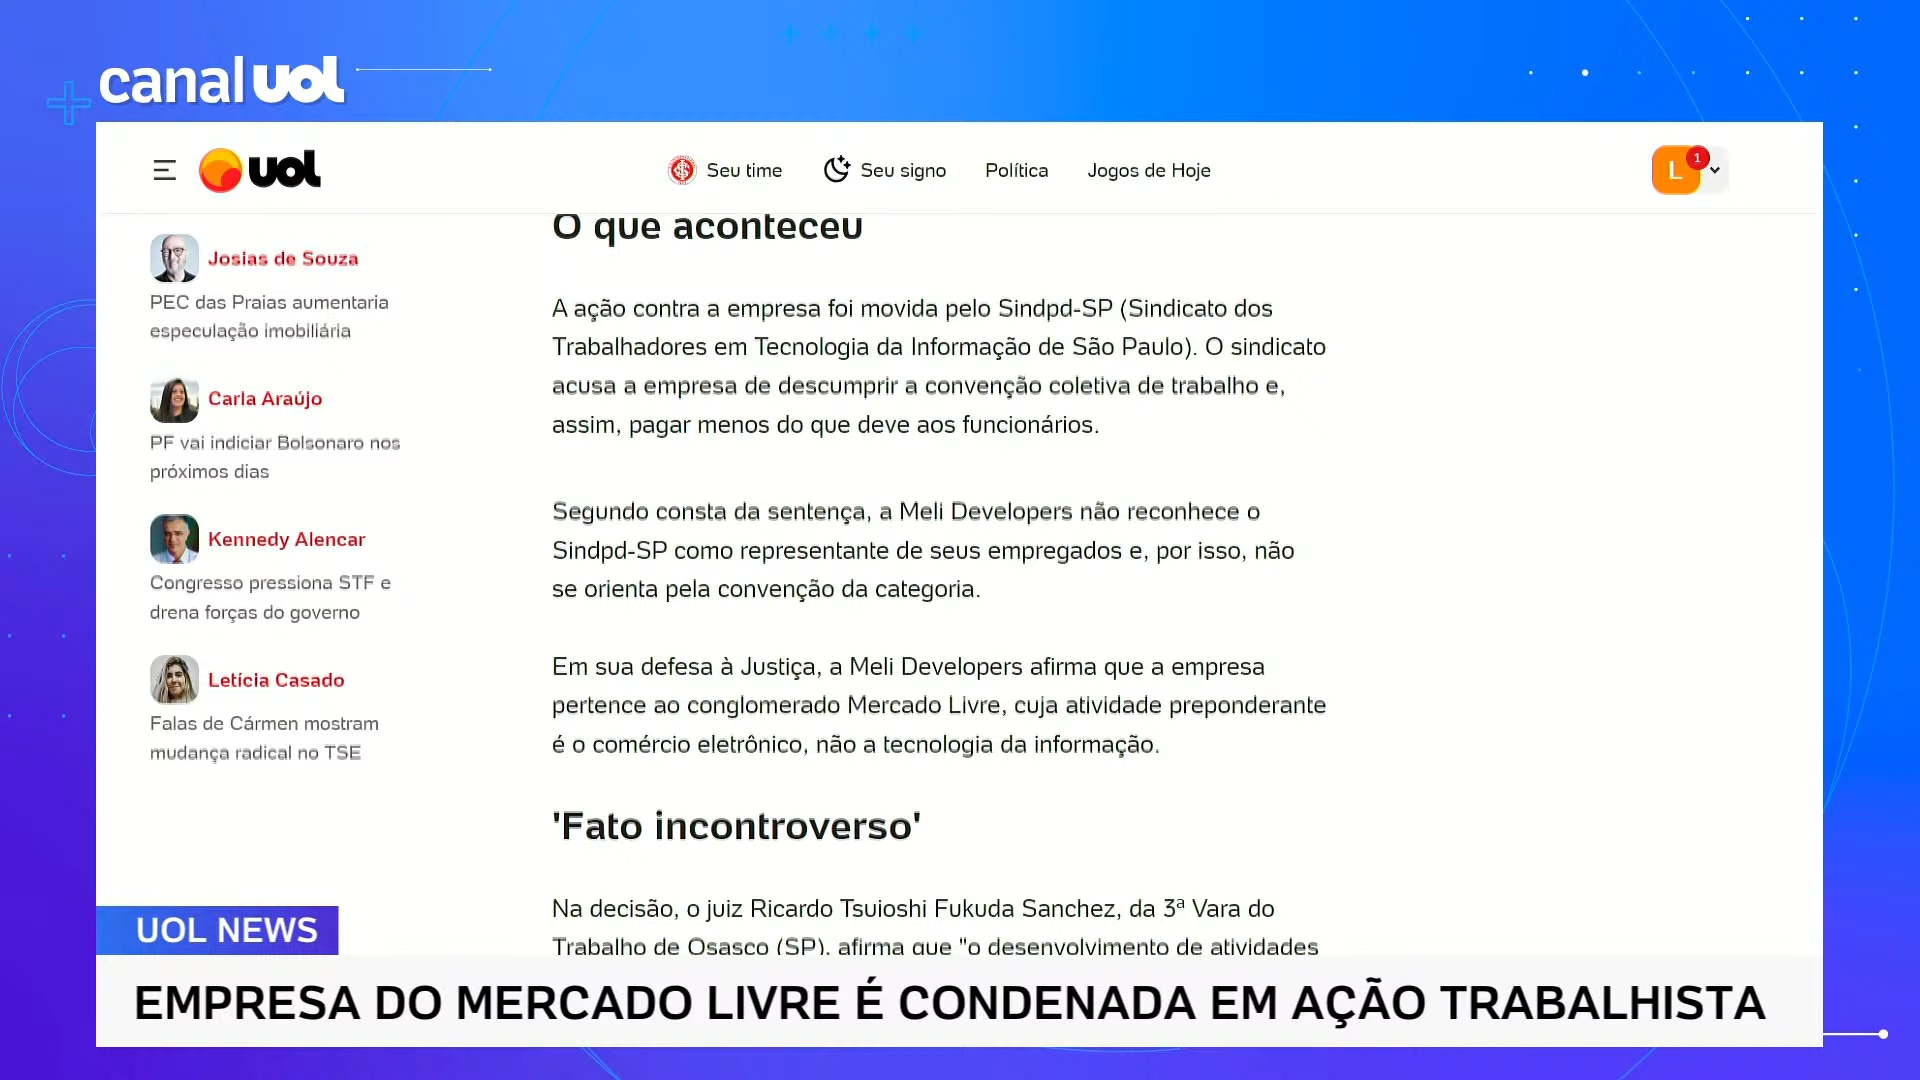 canal uol
uol
Seu time
Seu signo
Política
Jogos de Hoje
L
1
Josias de Souza
PEC das Praias aumentaria
especulação imobiliária
Carla Araújo
PF vai indiciar Bolsonaro nos
próximos dias
Kennedy Alencar
Congresso pressiona STF e
drena forças do governo
Letícia Casado
Falas de Cármen mostram
mudança radical no TSE
O que aconteceu
A ação contra a empresa foi movida pelo Sindpd-SP (Sindicato dos
Trabalhadores em Tecnologia da Informação de São Paulo). O sindicato
acusa a empresa de descumprir a convenção coletiva de trabalho e,
assim, pagar menos do que deve aos funcionários.
Segundo consta da sentença, a Meli Developers não reconhece o
Sindpd-SP como representante de seus empregados e, por isso, não
se orienta pela convenção da categoria.
Em sua defesa à Justiça, a Meli Developers afirma que a empresa
pertence ao conglomerado Mercado Livre, cuja atividade preponderante
é o comércio eletrônico, não a tecnologia da informação.
'Fato incontroverso'
Na decisão, o juiz Ricardo Tsuioshi Fukuda Sanchez, da 3ª Vara do
Trabalho de Osasco (SP), afirma que "o desenvolvimento de atividades
UOL NEWS
EMPRESA DO MERCADO LIVRE É CONDENADA EM AÇÃO TRABALHISTA